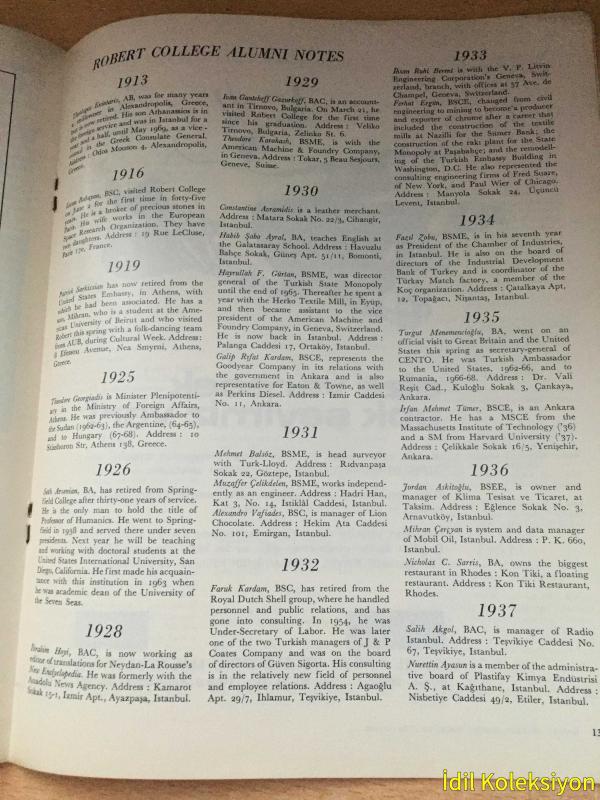 ROBERT COLLEGE ALUMNI NOTES
1913
AB, was for many years
in Alexandropolis, Greece,
is now retired. His son Athanassios is in
the foreign service and was in Istanbul for a
year and a half, until May 1969, as a vice-
consul in the Greek Consulate General.
Address : Odos Mouson 4, Alexandropolis,
Greece.
1916
BSC, visited Robert College
on June 2 for the first time in forty-five
years. He is a broker of precious stones in
Paris. His wife works in the European
Space Research Organization. They have
two daughters. Address : 19 Rue LeCluse,
Paris 17e, France.
1919
Sarkissian has now retired from the
United States Embassy, in Athens, with
which he had been associated. He has a
son, Mihran, who is a student at the Ame-
rican University of Beirut and who visited
Robert this spring with a folk-dancing team
from AUB, during Cultural Week. Address:
Efessou Avenue, Nea Smyrni, Athens,
Greece.
1925
Theodore Georgiadis is Minister Plenipotenti-
ary in the Ministry of Foreign Affairs,
Athens. He was previously Ambassador to
the Sudan (1962-63), the Argentine, (64-65),
and to Hungary (67-68). Address : 10
Stisihoron Str, Athens 138, Greece.
1926
Seth Arsenian, BA, has retired from Spring-
field College after thirty-one years of service.
He is the only man to hold the title of
Professor of Humanics. He went to Spring-
field in 1938 and served there under seven
presidents. Next year he will be teaching
and working with doctoral students at the
United States International University, San
Diego, California. He first made his acquain-
tance with this institution in 1963 when
he was academic dean of the University of
the Seven Seas.
1928
İbrahim Hoyi, BAC, is now working as
editor of translations for Neydan-La Rousse's
New Encylopedia. He was formerly with the
Anadolu News Agency. Address : Kamarot
Sokak 15-1, Izmir Apt., Ayazpaşa, Istanbul.
1929
Ivan Gantcheff Gazurkoff, BAC, is an account-
ant in Tirnovo, Bulgaria. On March 21, he
visited Robert College for the first time
since his graduation. Address : Veliko
Tirnovo, Bulgaria, Zelinko St. 6.
Theodore Karakash, BSME, is with the
American Machine and Foundry Company,
in Geneva. Address : Tokar, 3 Beau Sesjours,
Geneve, Suisse.
1930
Constantine Avramidis is a leather merchant.
Address : Matara Sokak No. 22/3, Cihangir,
Istanbul.
Habib Şabo Ayral, BA, teaches English at
the Galatasaray School. Address : Havuzlu
Bahçe Sokak, Güneş Apt. 51/11, Bomonti,
Istanbul.
Hayrullah F. Gürtan, BSME, was director
general of the Turkish State Monopoly
until the end of 1965. Thereafter he spent a
year with the Herko Textile Mill, in Eyup,
and then became assistant to the vice
president of the American Machine and
Foundry Company, in Geneva, Switzerland.
He is now back in Istanbul. Address :
Palanga Caddesi 17, Ortaköy, Istanbul.
Galip Rıfat Kardam, BSCE, represents the
Goodyear Company in its relations with
the government in Ankara and is also
representative for Eaton & Towne, as well
as Perkins Diesel. Address : Izmir Caddesi
No. 11, Ankara.
1931
Mehmet Balsöz, BSME, is head surveyor
with Turk-Lloyd. Address : Rıdvanpaşa
Sokak 22, Göztepe, Istanbul.
Muzaffer Çelikdelen, BSME, works independ-
ently as an engineer. Address : Hadri Han,
Kat 3, No. 14, Istiklâl Caddesi, Istanbul.
Alexandro Vafiades, BSC, is manager of Lion
Chocolate. Address : Hekim Ata Caddesi
No. 101, Emirgan, Istanbul.
1932
Faruk Kardam, BSC, has retired from the
Royal Dutch Shell group, where he handled
personnel and public relations, and has
gone into consulting. In 1954, he was
Under-Secretary of Labor. He was later
one of the two Turkish managers of J & P
Coates Company and was on the board
of directors of Güven Sigorta. His consulting
is in the relatively new field of personnel
and employee relations. Address : Agaoğlu
Apt. 29/7, Ihlamur, Teşvikiye, Istanbul.
1933
İhsan Ruhi Berent is with the V. P. Litvin
Engineering Corporation's Geneva, Swit-
zerland, branch, with offices at 37 Ave. de
Champel, Geneva, Switzerland.
Ferhat Ergin, BSCE, changed from civil
engineering to mining to become a producer
and exporter of chrome after a career that
included the construction of the textile
mills at Nazilli for the Sümer Bank; the
construction of the raki plant for the State
Monopoly at Paşabahçe; and the remodell-
ing of the Turkish Embassy Building in
Washington, D.C. He also represented the
consulting engineering firms of Fred Suare,
of New York, and Paul Wier of Chicago.
Address : Manyola Sokak 24, Üçüncü
Levent, Istanbul.
1934
Fazıl Zobu, BSME, is in his seventh year
as President of the Chamber of Industries,
in Istanbul. He is also on the board of
directors of the Industrial Development
Bank of Turkey and is coordinator of the
Türkay Match factory, a member of the
Koç organization. Address : Çatalkaya Apt,
12, Topağacı, Nişantaş, Istanbul.
1935
Turgut Menemencioğlu, BA, went on an
official visit to Great Britain and the United
States this spring as secretary-general of
CENTO. He was Turkish Ambassador
to the United States, 1962-66, and to
Rumania, 1966-68. Address : Dr. Vali
Reşit Cad., Kuloğlu Sokak 3, Çankaya,
Ankara.
İrfan Mehmet Tümer, BSCE, is an Ankara
contractor. He has a MSCE from the
Massachusetts Institute of Technology ('36)
and a SM from Harvard University ('37).
Address : Çelikkale Sokak 16/5, Yenişehir,
Ankara.
1936
Jordan Askitoğlu, BSEE, is owner and
manager of Klima Tesisat ve Ticaret, at
Taksim. Address : Eğlence Sokak No. 3,
Arnavutköy, Istanbul.
Mihran Çerçyan is system and data manager
of Mobil Oil, Istanbul. Address : P. K. 660,
Istanbul.
Nicholas C. Sarris, BA, owns the biggest
restaurant in Rhodes : Kon Tiki, a floating
restaurant. Address : Kon Tiki Restaurant,
Rhodes.
1937
Salih Akgol, BAC, is manager of Radio
Istanbul. Address : Teşvikiye Caddesi No.
67, Teşvikiye, Istanbul.
Nurettin Ayasun is a member of the administra-
tive board of Plastifay Kimya Endüstrisi
A. Ş., at Kağıthane, Istanbul. Address :
Nisbetiye Caddesi 49/2, Etiler, Istanbul.
13
İdil Koleksiyon